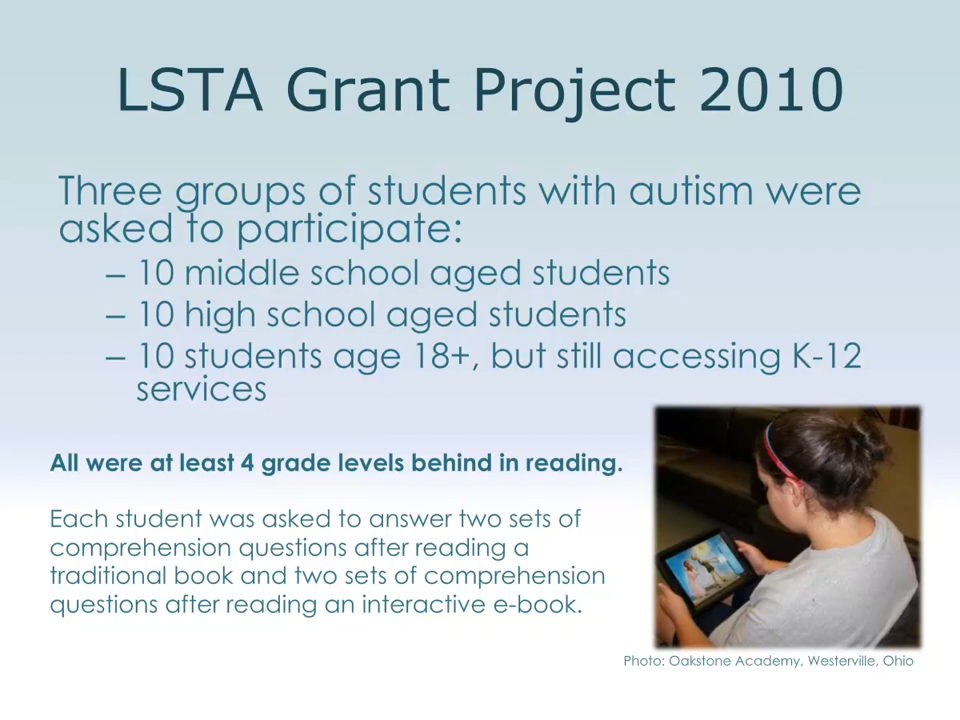 LSTA Grant Project 2010
Three groups of students with autism were
asked to participate:
– 10 middle school aged students
– 10 high school aged students
– 10 students age 18+, but still accessing K-12
services
All were at least 4 grade levels behind in reading.
Each student was asked to answer two sets of
comprehension questions after reading a
traditional book and two sets of comprehension
questions after reading an interactive e-book.
Photo: Oakstone Academy, Westerville, Ohio